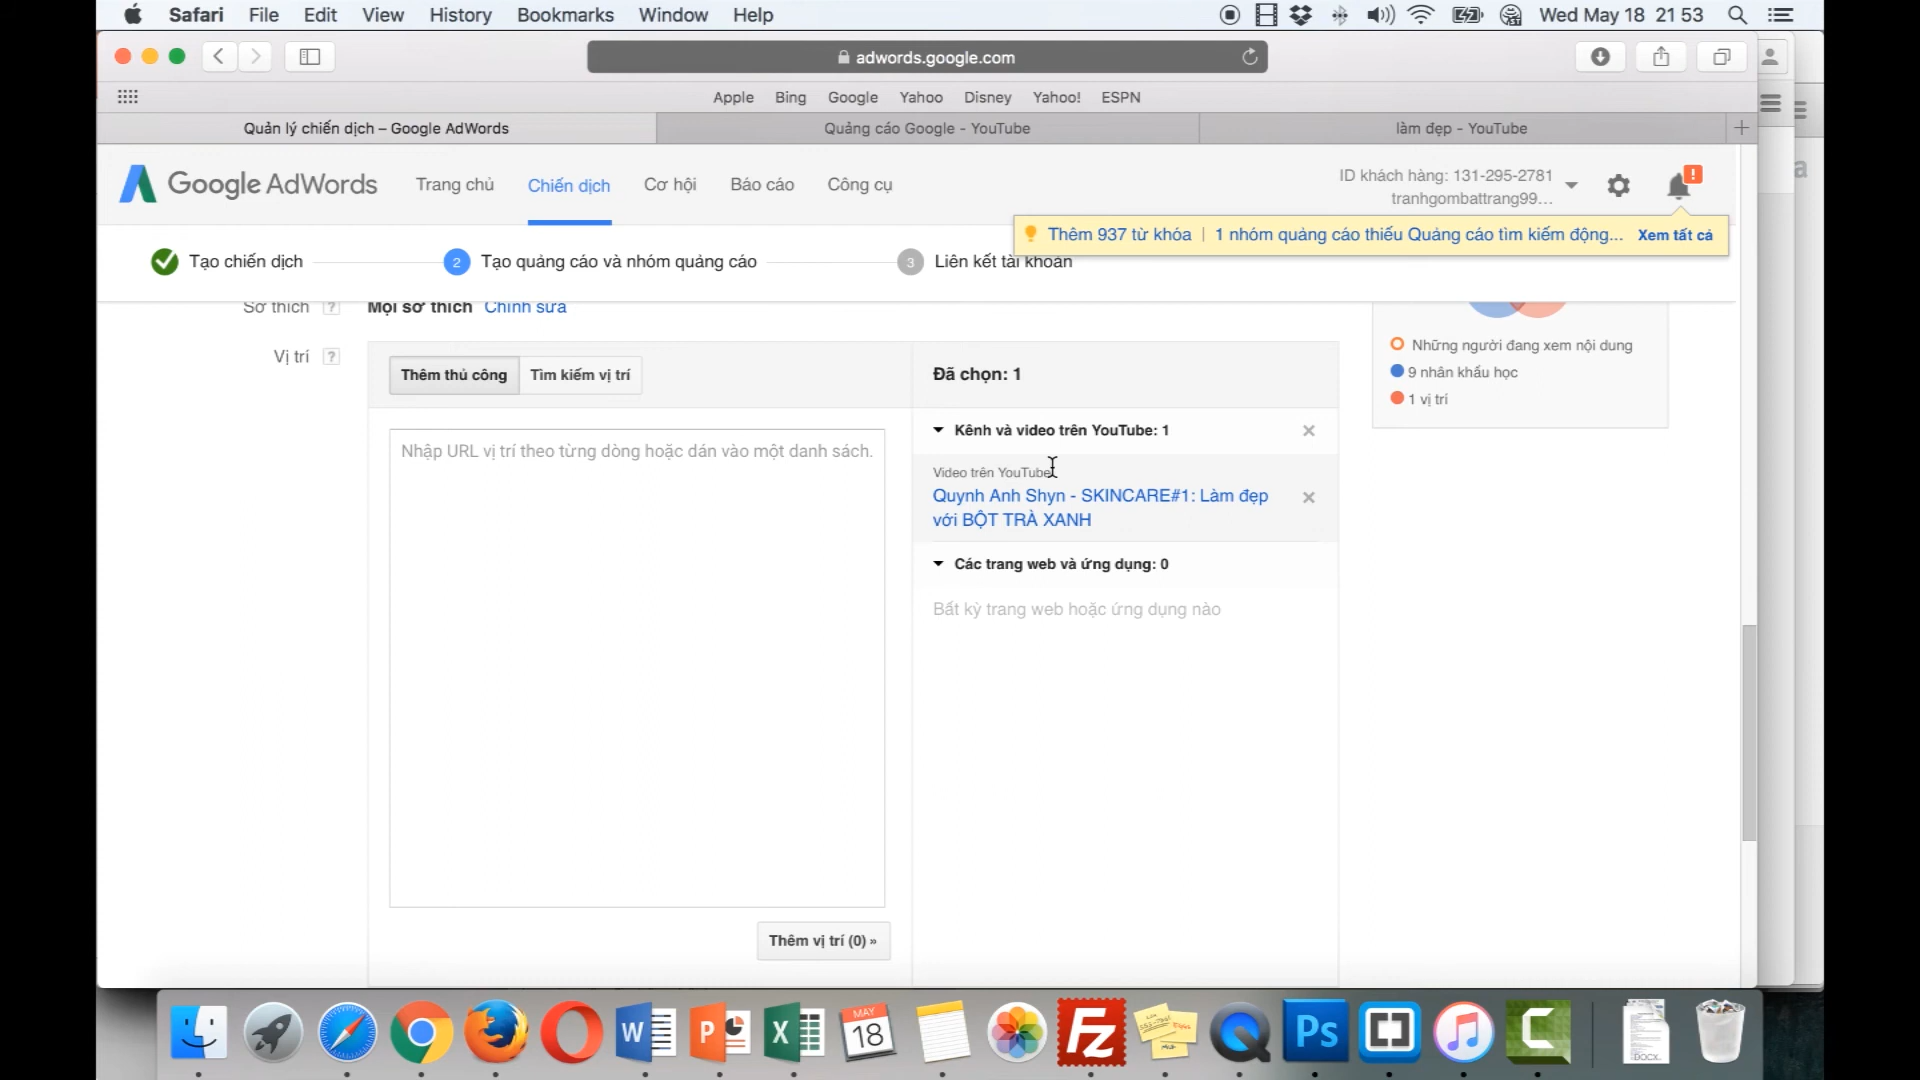 Safari File Edit View History Bookmarks Window Help Wed May 18 21 53
adwords.google.com
Apple Bing Google Yahoo Disney Yahoo! ESPN
Quản lý chiến dịch – Google AdWords Quảng cáo Google - YouTube làm đẹp - YouTube
Google AdWords Trang chủ Chiến dịch Cơ hội Báo cáo Công cụ
ID khách hàng: 131-295-2781
tranhgombattrang99...
Thêm 937 từ khóa | 1 nhóm quảng cáo thiếu Quảng cáo tìm kiếm động... Xem tất cả
Tạo chiến dịch 2 Tạo quảng cáo và nhóm quảng cáo 3 Liên kết tài khoản
Sở thích ? Mọi sở thích Chỉnh sửa
Vị trí ?
Thêm thủ công Tìm kiếm vị trí
Nhập URL vị trí theo từng dòng hoặc dán vào một danh sách.
Thêm vị trí (0) »
Đã chọn: 1
Kênh và video trên YouTube: 1
Video trên YouTube
Quynh Anh Shyn - SKINCARE#1: Làm đẹp
với BỘT TRÀ XANH
Các trang web và ứng dụng: 0
Bất kỳ trang web hoặc ứng dụng nào
Những người đang xem nội dung
9 nhân khẩu học
1 vị trí
MAY
18
DOCX